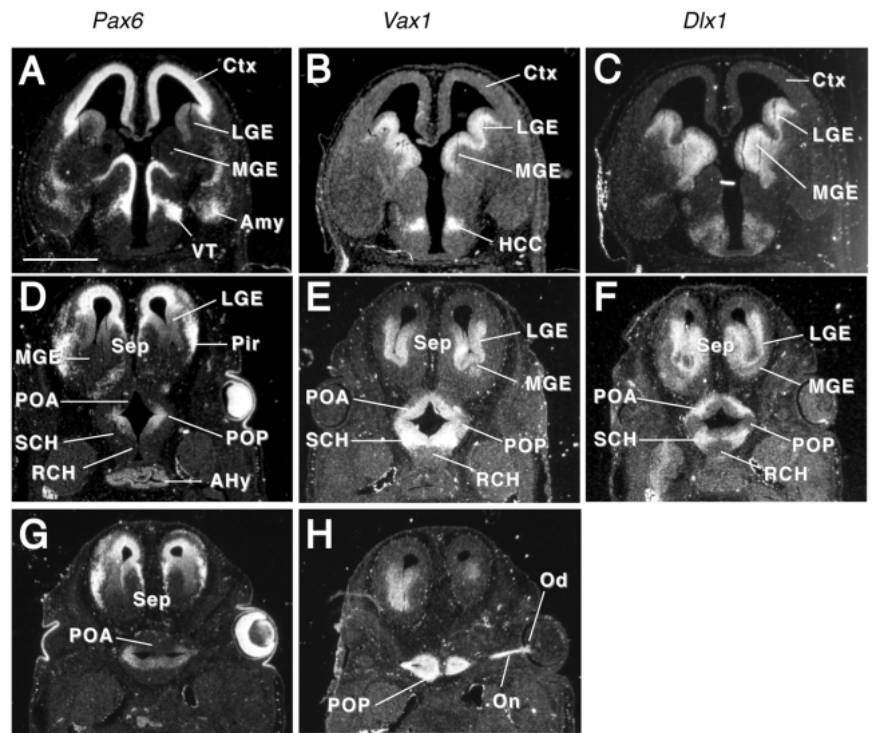 Pax6 Vax1 Dlx1
A Ctx LGE MGE Amy VT
B Ctx LGE MGE HCC
C Ctx LGE MGE
D LGE Sep Pir MGE POA SCH POP RCH AHy
E LGE MGE POA SCH POP RCH
F Sep LGE MGE POA SCH POP RCH
G Sep POA
H Od POP On